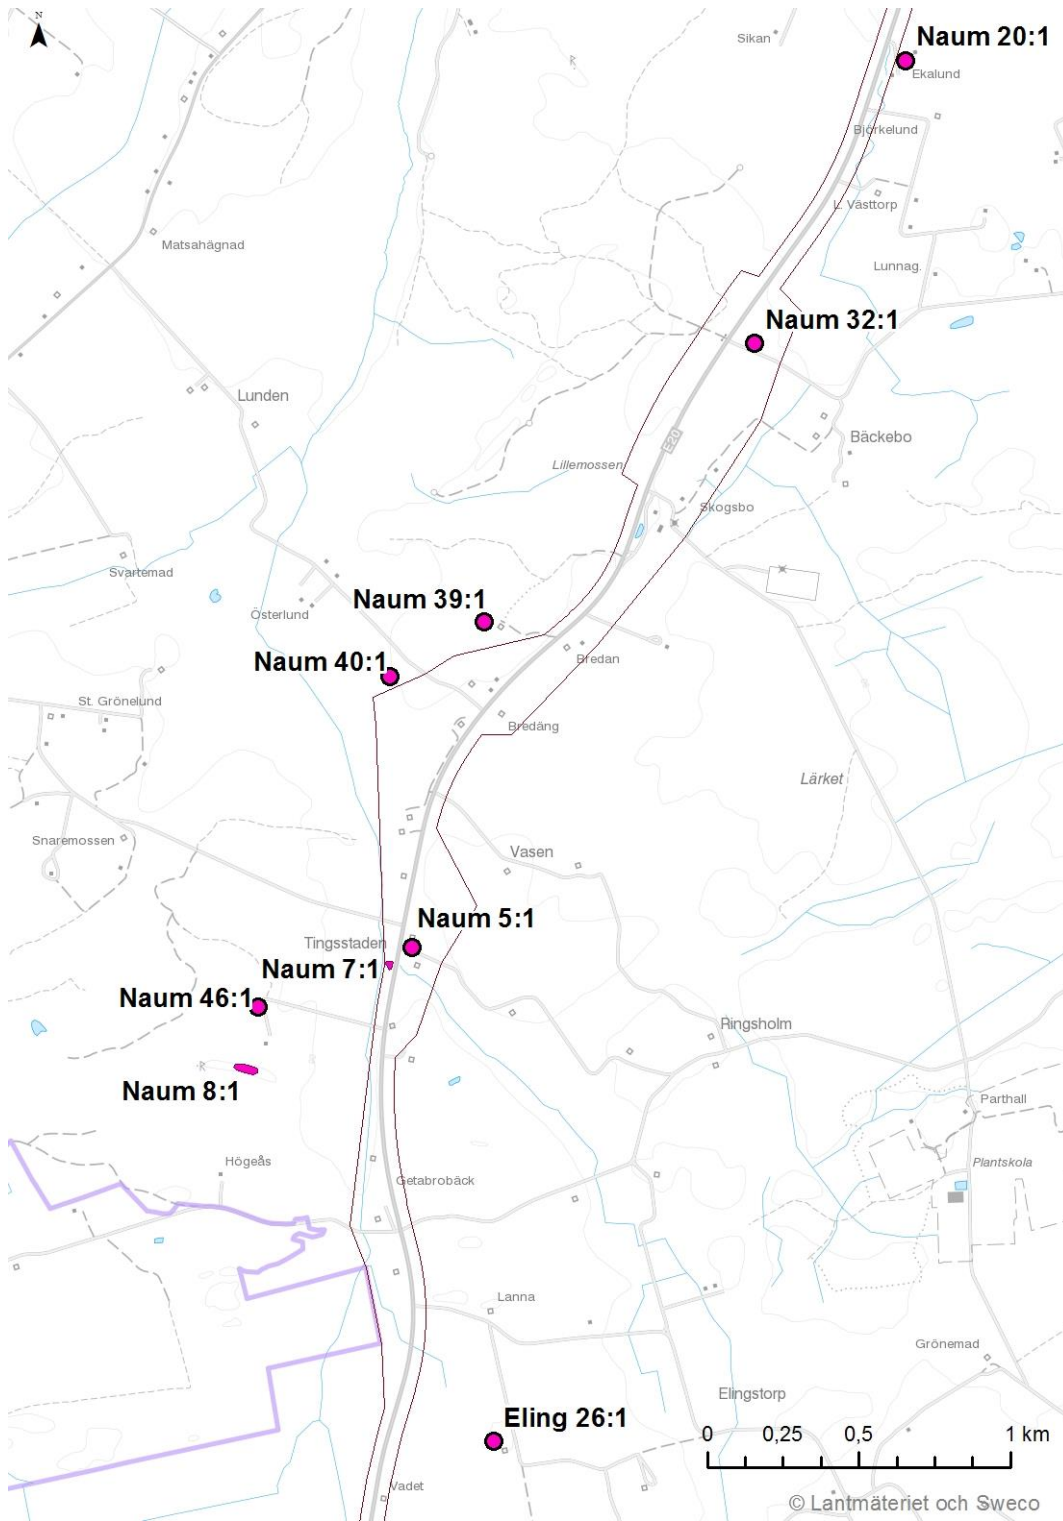 N
Sikan
Naum 20:1
Ekalund
Björkelund
L. Västtorp
Matsahägnad
Lunnag.
Naum 32:1
Lunden
E20
Bäckebo
Lillemossen
Skogsbo
Svartemad
Naum 39:1
Österlund
Naum 40:1
Bredan
St. Grönelund
Bredäng
Lärket
Snaremossen
Vasen
Naum 5:1
Tingsstaden
Naum 7:1
Naum 46:1
Ringsholm
R
Naum 8:1
Parthall
Högeås
Plantskola
Getabrobäck
Lanna
Grönemad
Elingstorp
Eling 26:1
0 0,25 0,5 1 km
Vadet
© Lantmäteriet och Sweco